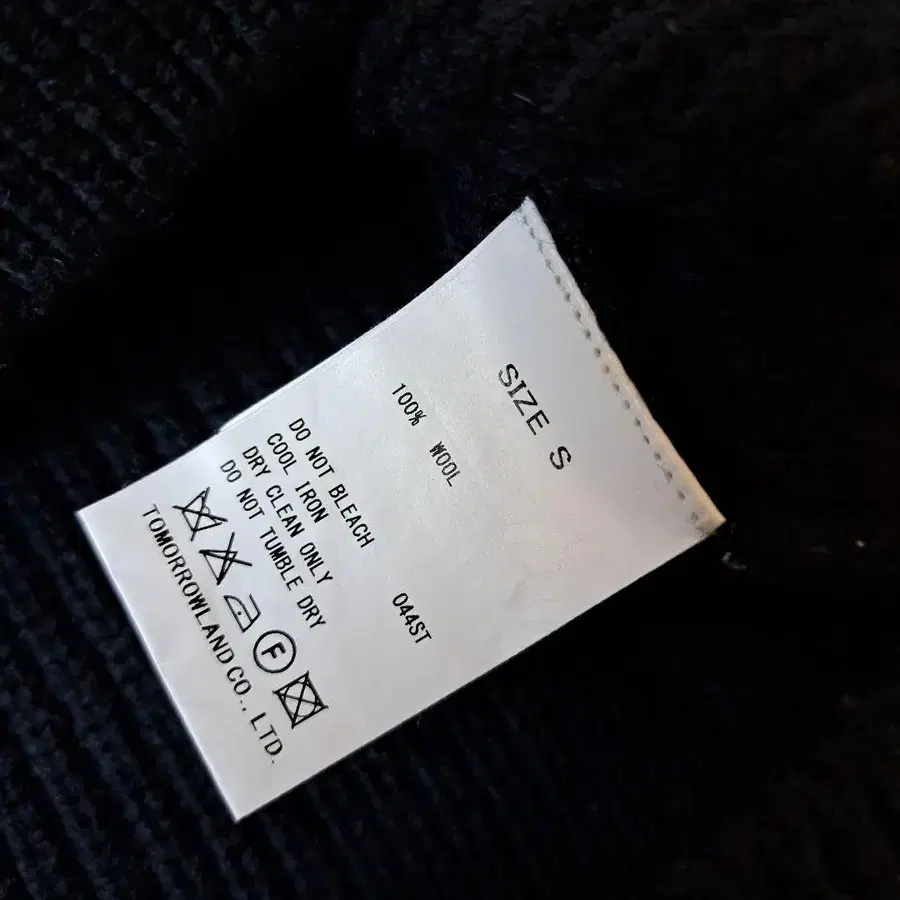 SIZE S
100% WOOL
044ST
DO NOT BLEACH
COOL IRON
DRY CLEAN ONLY
DO NOT TUMBLE DRY
F
TOMORROWLAND CO., LTD.